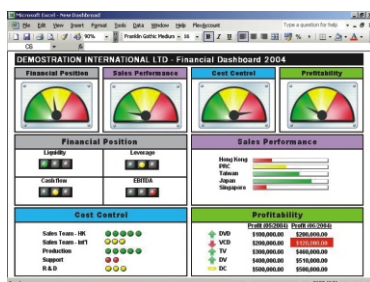 Microsoft Excel - New Dashboard
File Edit View Insert Format Tools Data Window Help FlexAccount
Type a question for help
90%
Franklin Gothic Medium
16
B I U
C6
DEMOSTRATION INTERNATIONAL LTD - Financial Dashboard 2004
Financial Position
Sales Performance
Cost Control
Profitability
Financial Position
Liquidity
Leverage
Cashflow
EBITDA
Sales Performance
Hong Kong
PRC
Taiwan
Japan
Singapore
Cost Control
Sales Team - HK
Sales Team - Int'l
Production
Support
R & D
Profitability
Profit (05/2004) Profit (06/2004)
DVD $100,000.00 $200,000.00
VCD $200,000.00 $120,000.00
TV $300,000.00 $460,000.00
DV $400,000.00 $510,000.00
DC $500,000.00 $500,000.00